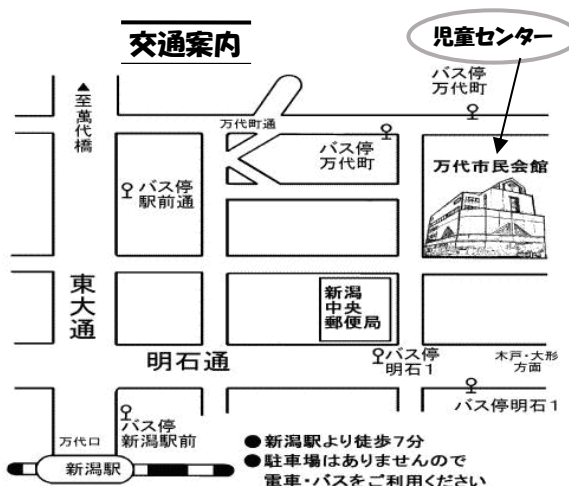 交通案内
児童センター
バス停
万代町
▲至萬代橋
万代町通
バス停
万代町
万代市民会館
バス停
駅前通
東大通
新潟
中央
郵便局
明石通
バス停
明石1
木戸・大形
方面
バス停明石1
バス停
新潟駅前
万代口
新潟駅
●新潟駅より徒歩7分
●駐車場はありませんので
電車・バスをご利用ください